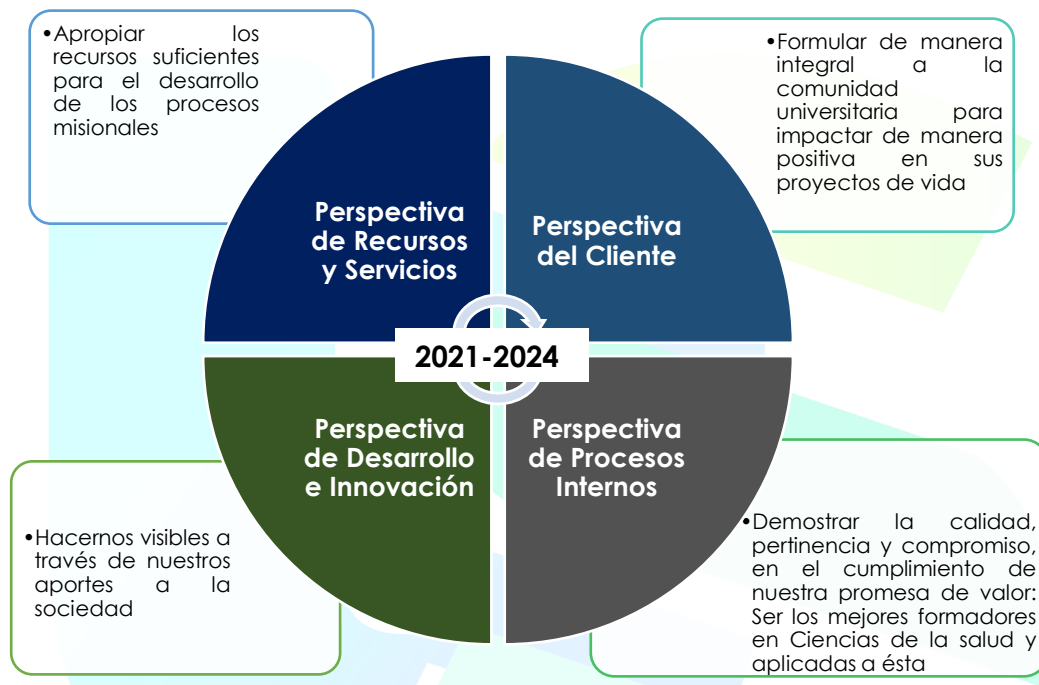 •Apropiar los
recursos suficientes
para el desarrollo
de los procesos
misionales
•Formular de manera
integral a la
comunidad
universitaria para
impactar de manera
positiva en sus
proyectos de vida
Perspectiva
de Recursos
y Servicios
Perspectiva
del Cliente
2021-2024
Perspectiva
de Desarrollo
e Innovación
Perspectiva
de Procesos
Internos
•Hacernos visibles a
través de nuestros
aportes a la
sociedad
•Demostrar la calidad,
pertinencia y compromiso,
en el cumplimiento de
nuestra promesa de valor:
Ser los mejores formadores
en Ciencias de la salud y
aplicadas a ésta